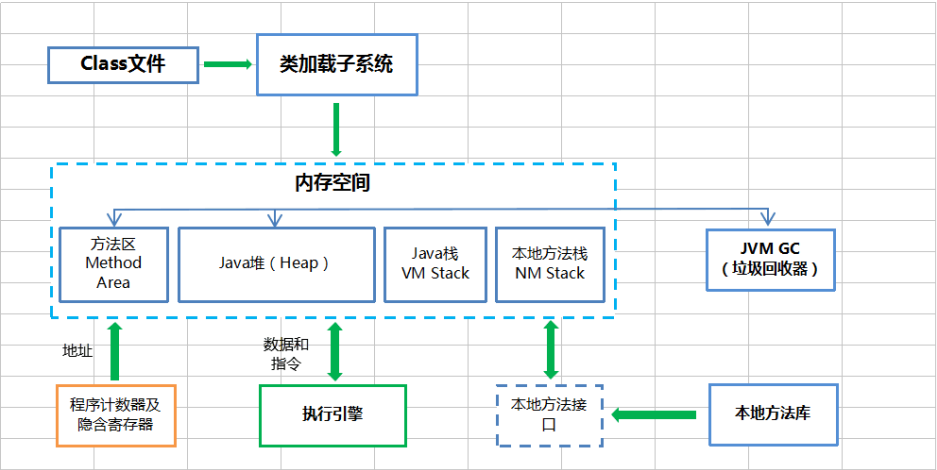 Class文件
类加载子系统
内存空间
方法区
Method
Area
Java堆（Heap）
Java栈
VM Stack
本地方法栈
NM Stack
JVM GC
（垃圾回收器）
地址
数据和
指令
程序计数器及
隐含寄存器
执行引擎
本地方法接
口
本地方法库